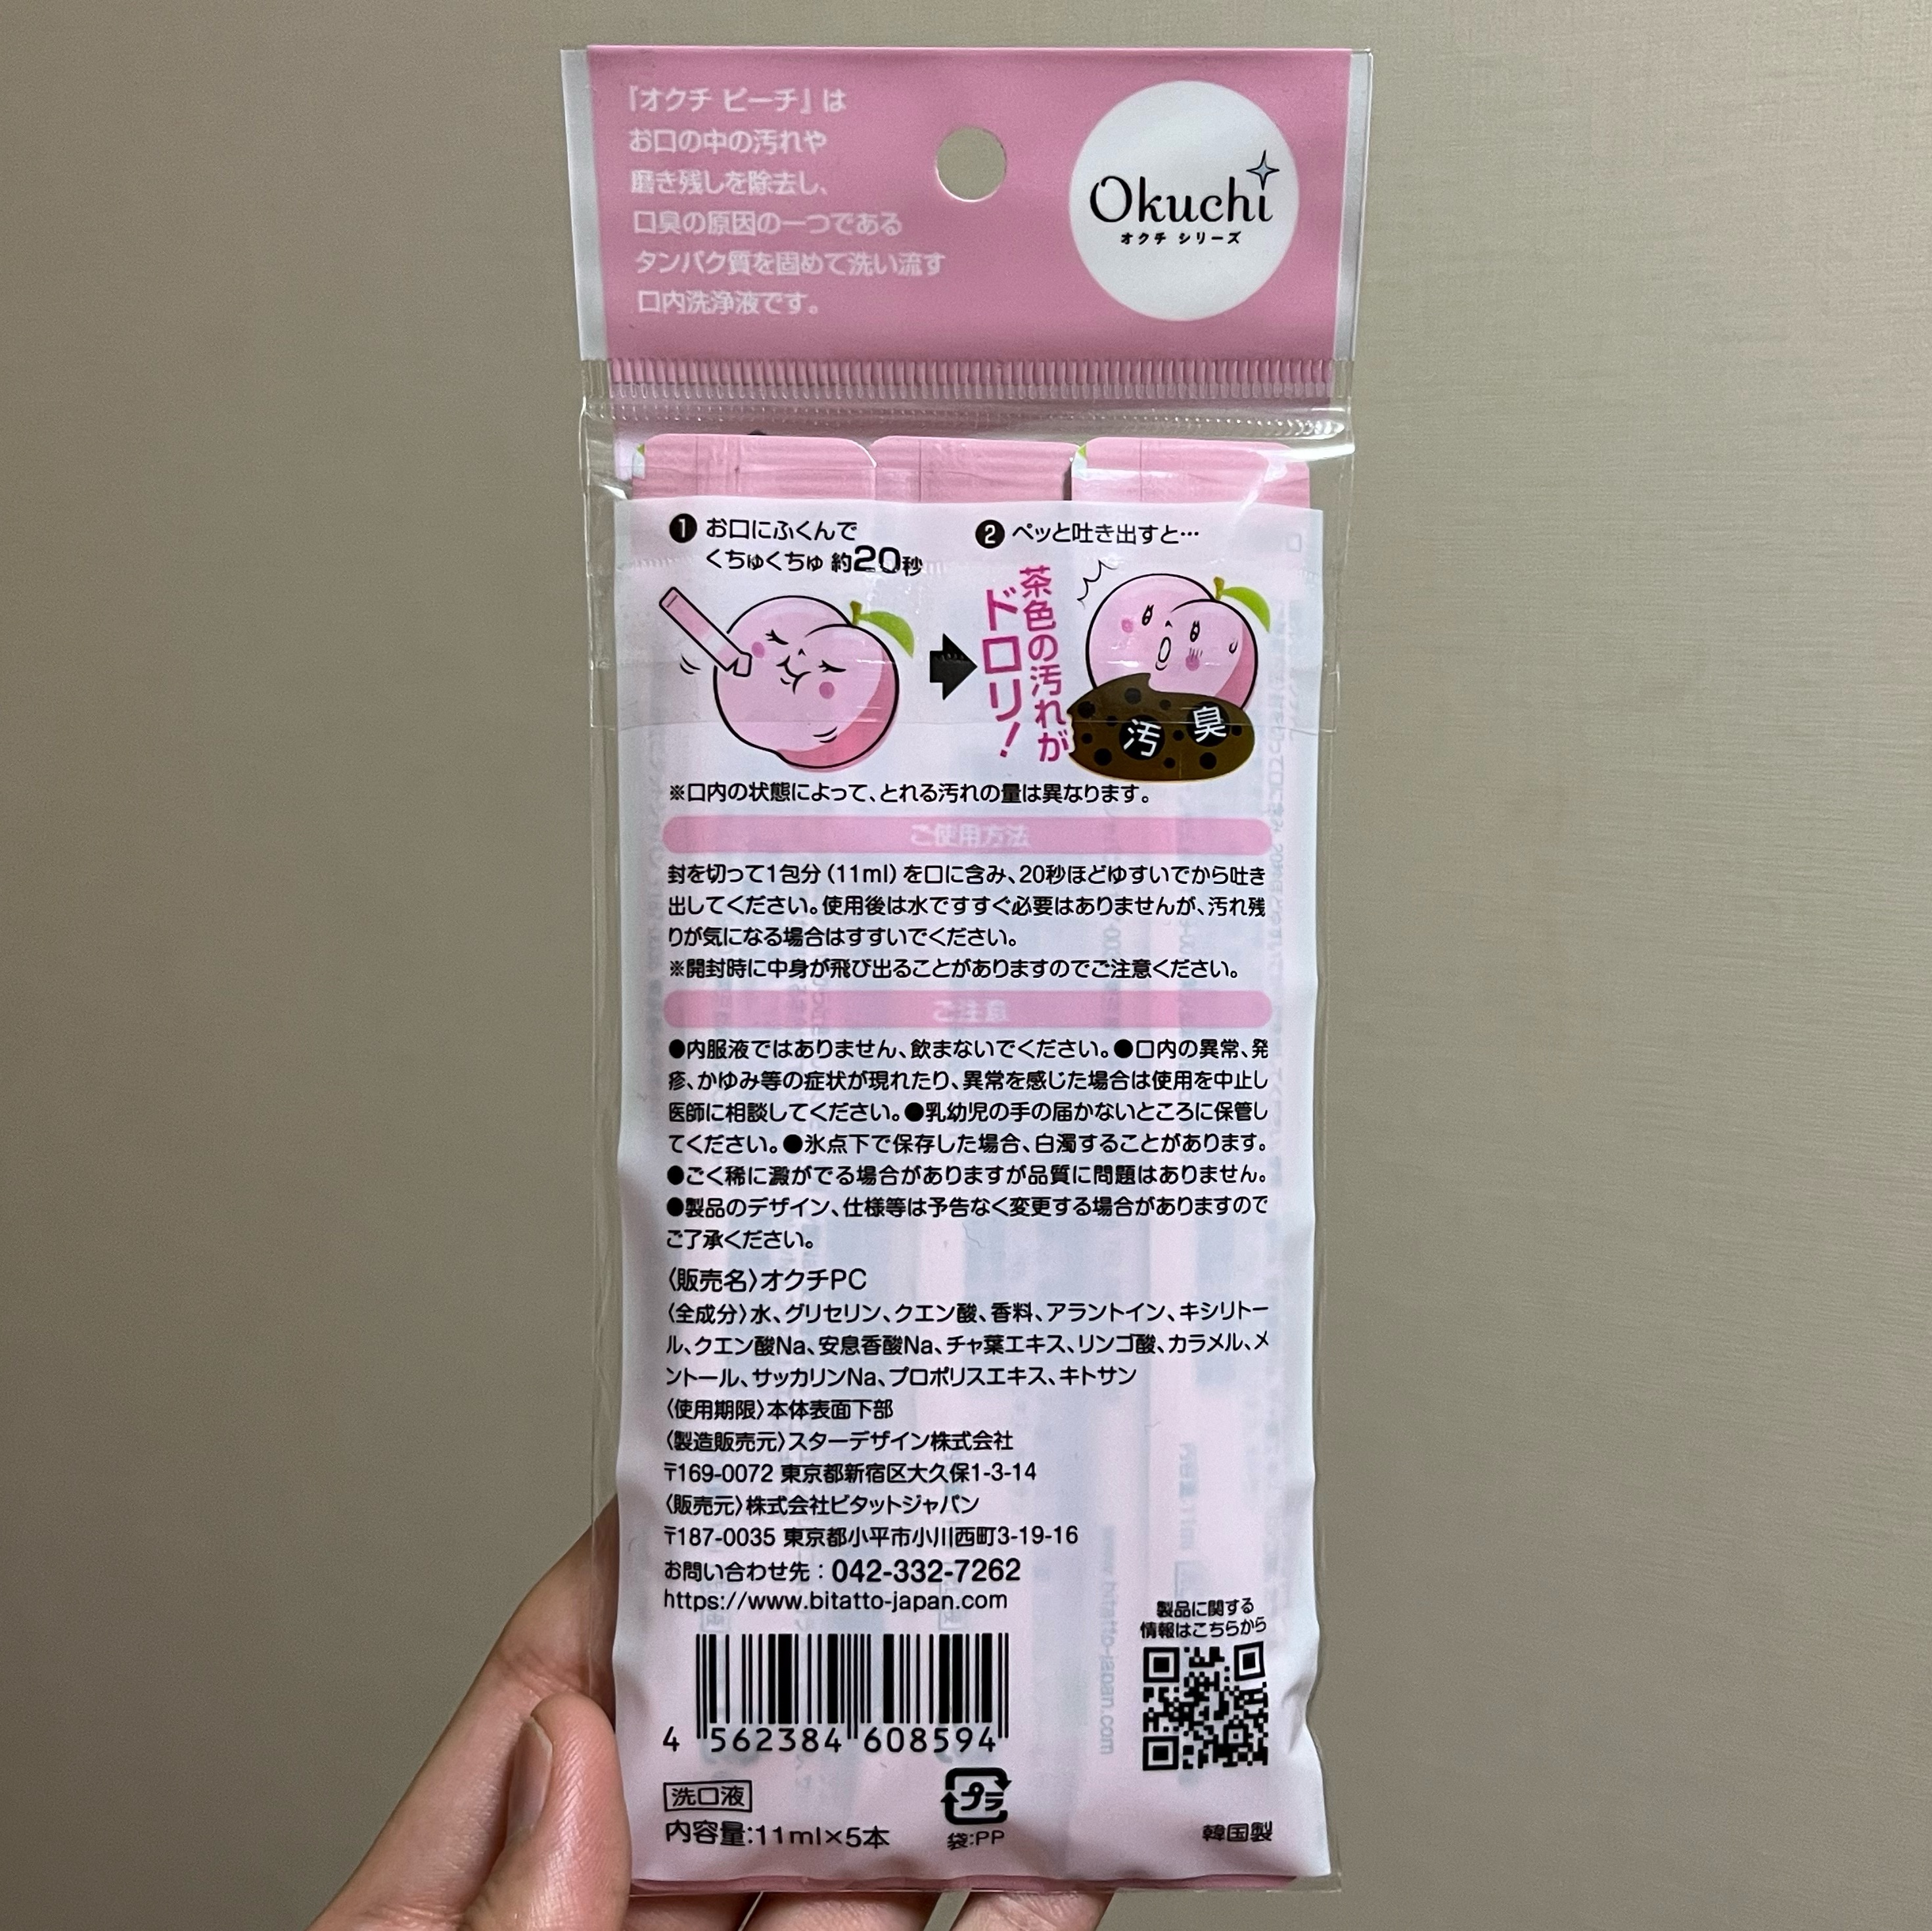 『オクチ ピーチ』は
お口の中の汚れや
磨き残しを除去し、
口臭の原因の一つである
タンパク質を固めて洗い流す
口内洗浄液です。
Okuchi
オクチ シリーズ
❶ お口にふくんで
くちゅくちゅ 約20秒
❷ ペッと吐き出すと…
茶色の汚れが
ドロリ!
汚 臭
※口内の状態によって、とれる汚れの量は異なります。
ご使用方法
封を切って1包分(11ml)を口に含み、20秒ほどゆすいでから吐き
出してください。使用後は水ですすぐ必要はありませんが、汚れ残
りが気になる場合はすすいでください。
※開封時に中身が飛び出ることがありますのでご注意ください。
ご注意
●内服液ではありません、飲まないでください。●口内の異常、発
疹、かゆみ等の症状が現れたり、異常を感じた場合は使用を中止し
医師に相談してください。●乳幼児の手の届かないところに保管し
てください。●氷点下で保存した場合、白濁することがあります。
●ごく稀に澱がでる場合がありますが品質に問題はありません。
●製品のデザイン、仕様等は予告なく変更する場合がありますので
ご了承ください。
〈販売名〉オクチPC
〈全成分〉水、グリセリン、クエン酸、香料、アラントイン、キシリトー
ル、クエン酸Na、安息香酸Na、チャ葉エキス、リンゴ酸、カラメル、メ
ントール、サッカリンNa、プロポリスエキス、キトサン
〈使用期限〉本体表面下部
〈製造販売元〉スターデザイン株式会社
〒169-0072 東京都新宿区大久保1-3-14
〈販売元〉株式会社ビタットジャパン
〒187-0035 東京都小平市小川西町3-19-16
お問い合わせ先：042-332-7262
https://www.bitatto-japan.com
製品に関する
情報はこちらから
4 562384 608594
洗口液
内容量:11ml×5本
プラ
袋:PP
韓国製